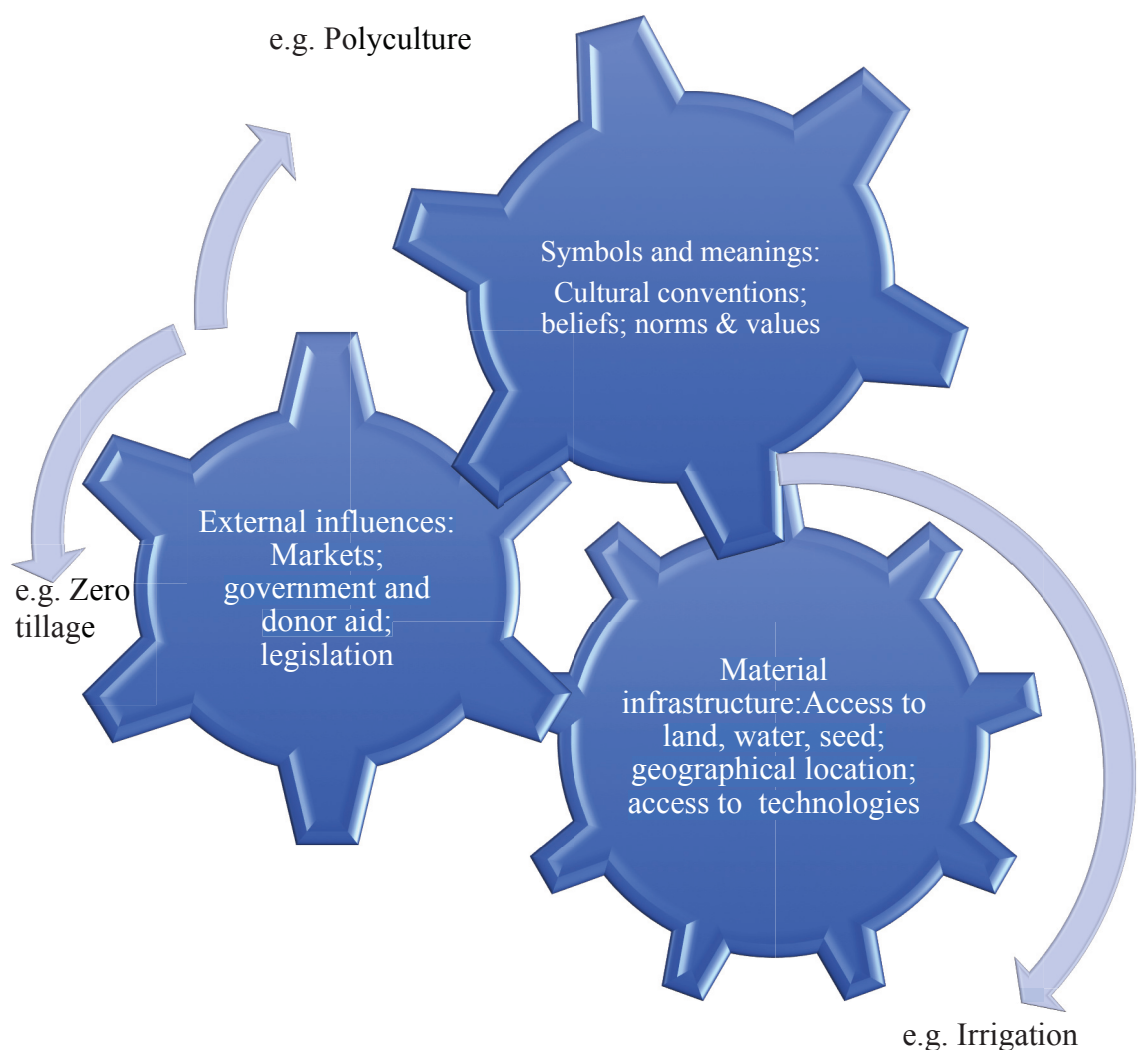 e.g. Polyculture
Symbols and meanings:
Cultural conventions;
beliefs; norms & values
External influences:
Markets;
government and
donor aid;
legislation
e.g. Zero
tillage
Material
infrastructure:Access to
land, water, seed;
geographical location;
access to  technologies
e.g. Irrigation